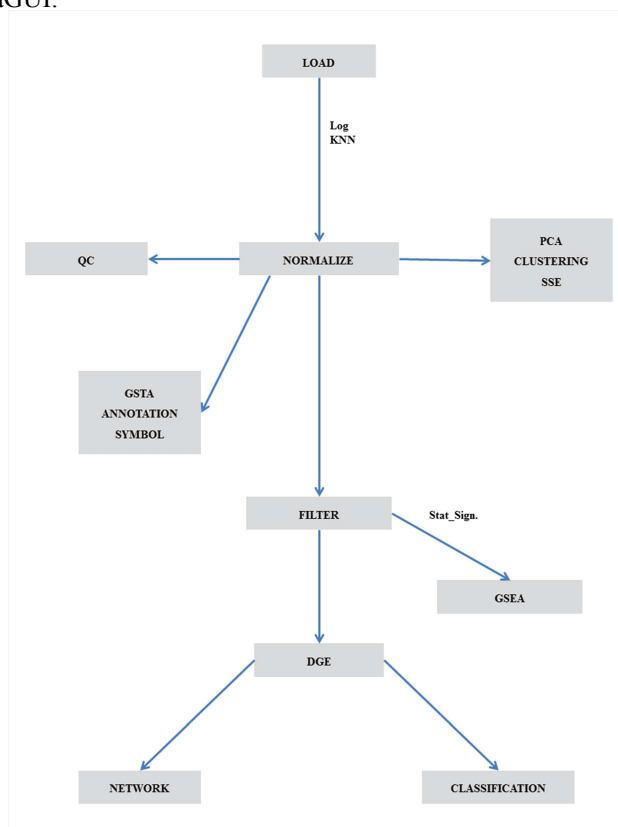 LOAD
Log
KNN
QC
NORMALIZE
PCA
CLUSTERING
SSE
GSTA
ANNOTATION
SYMBOL
FILTER
Stat_Sign.
GSEA
DGE
NETWORK
CLASSIFICATION